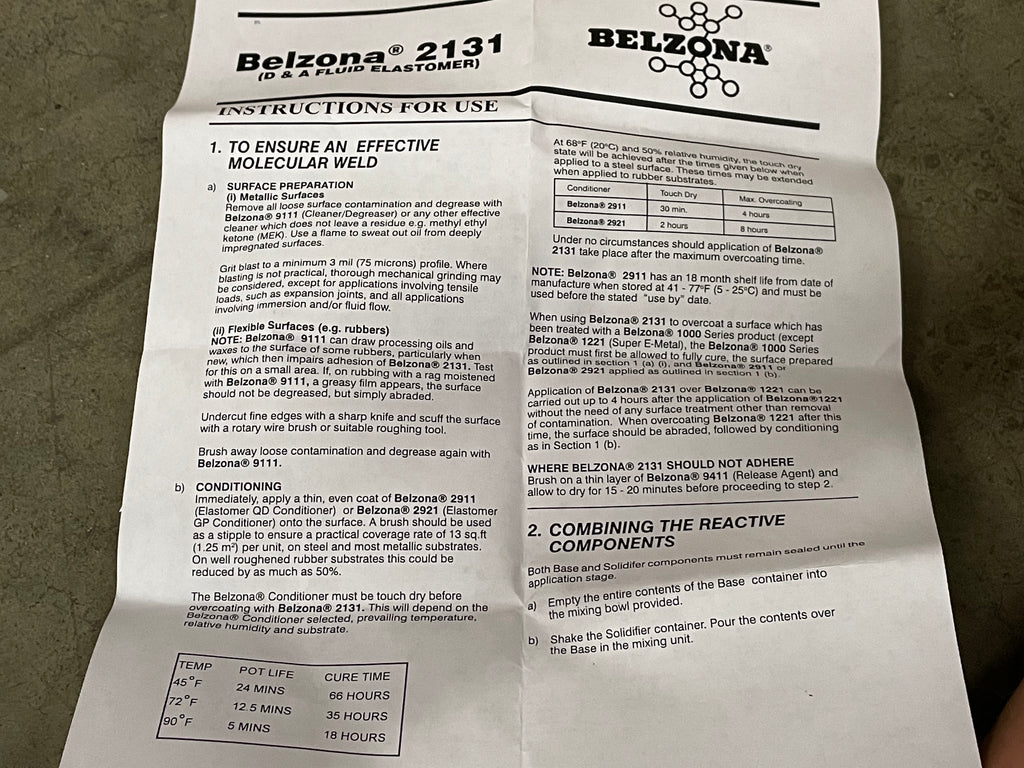 Belzona® 2131
(D & A FLUID ELASTOMER)
BELZONA®
INSTRUCTIONS FOR USE
1. TO ENSURE AN EFFECTIVE
MOLECULAR WELD
a) SURFACE PREPARATION
(i) Metallic Surfaces
Remove all loose surface contamination and degrease with
Belzona® 9111 (Cleaner/Degreaser) or any other effective
cleaner which does not leave a residue e.g. methyl ethyl
ketone (MEK). Use a flame to sweat out oil from deeply
impregnated surfaces.
Grit blast to a minimum 3 mil (75 microns) profile. Where
blasting is not practical, thorough mechanical grinding may
be considered, except for applications involving tensile
loads, such as expansion joints, and all applications
involving immersion and/or fluid flow.
(ii) Flexible Surfaces (e.g. rubbers)
NOTE: Belzona® 9111 can draw processing oils and
waxes to the surface of some rubbers, particularly when
new, which then impairs adhesion of Belzona® 2131. Test
for this on a small area. If, on rubbing with a rag moistened
with Belzona® 9111, a greasy film appears, the surface
should not be degreased, but simply abraded.
Undercut fine edges with a sharp knife and scuff the surface
with a rotary wire brush or suitable roughing tool.
Brush away loose contamination and degrease again with
Belzona® 9111.
b) CONDITIONING
Immediately, apply a thin, even coat of Belzona® 2911
(Elastomer QD Conditioner) or Belzona® 2921 (Elastomer
GP Conditioner) onto the surface. A brush should be used
as a stipple to ensure a practical coverage rate of 13 sq.ft
(1.25 m²) per unit, on steel and most metallic substrates.
On well roughened rubber substrates this could be
reduced by as much as 50%.
The Belzona® Conditioner must be touch dry before
overcoating with Belzona® 2131. This will depend on the
Belzona® Conditioner selected, prevailing temperature,
relative humidity and substrate.
TEMP POT LIFE CURE TIME
45°F 24 MINS 66 HOURS
72°F 12.5 MINS 35 HOURS
90°F 5 MINS 18 HOURS
At 68°F (20°C) and 50% relative humidity, the touch dry
state will be achieved after the times given below when
applied to a steel surface. These times may be extended
when applied to rubber substrates.
Conditioner Touch Dry Max. Overcoating
Belzona® 2911 30 min. 4 hours
Belzona® 2921 2 hours 8 hours
Under no circumstances should application of Belzona®
2131 take place after the maximum overcoating time.
NOTE: Belzona® 2911 has an 18 month shelf life from date of
manufacture when stored at 41 - 77°F (5 - 25°C) and must be
used before the stated "use by" date.
When using Belzona® 2131 to overcoat a surface which has
been treated with a Belzona® 1000 Series product (except
Belzona® 1221 (Super E-Metal), the Belzona® 1000 Series
product must first be allowed to fully cure, the surface prepared
as outlined in section 1 (a) (i), and Belzona® 2911 or
Belzona® 2921 applied as outlined in section 1 (b).
Application of Belzona® 2131 over Belzona® 1221 can be
carried out up to 4 hours after the application of Belzona®1221
without the need of any surface treatment other than removal
of contamination. When overcoating Belzona® 1221 after this
time, the surface should be abraded, followed by conditioning
as in Section 1 (b).
WHERE BELZONA® 2131 SHOULD NOT ADHERE
Brush on a thin layer of Belzona® 9411 (Release Agent) and
allow to dry for 15 - 20 minutes before proceeding to step 2.
2. COMBINING THE REACTIVE
COMPONENTS
Both Base and Solidifer components must remain sealed until the
application stage.
a) Empty the entire contents of the Base container into
the mixing bowl provided.
b) Shake the Solidifier container. Pour the contents over
the Base in the mixing unit.